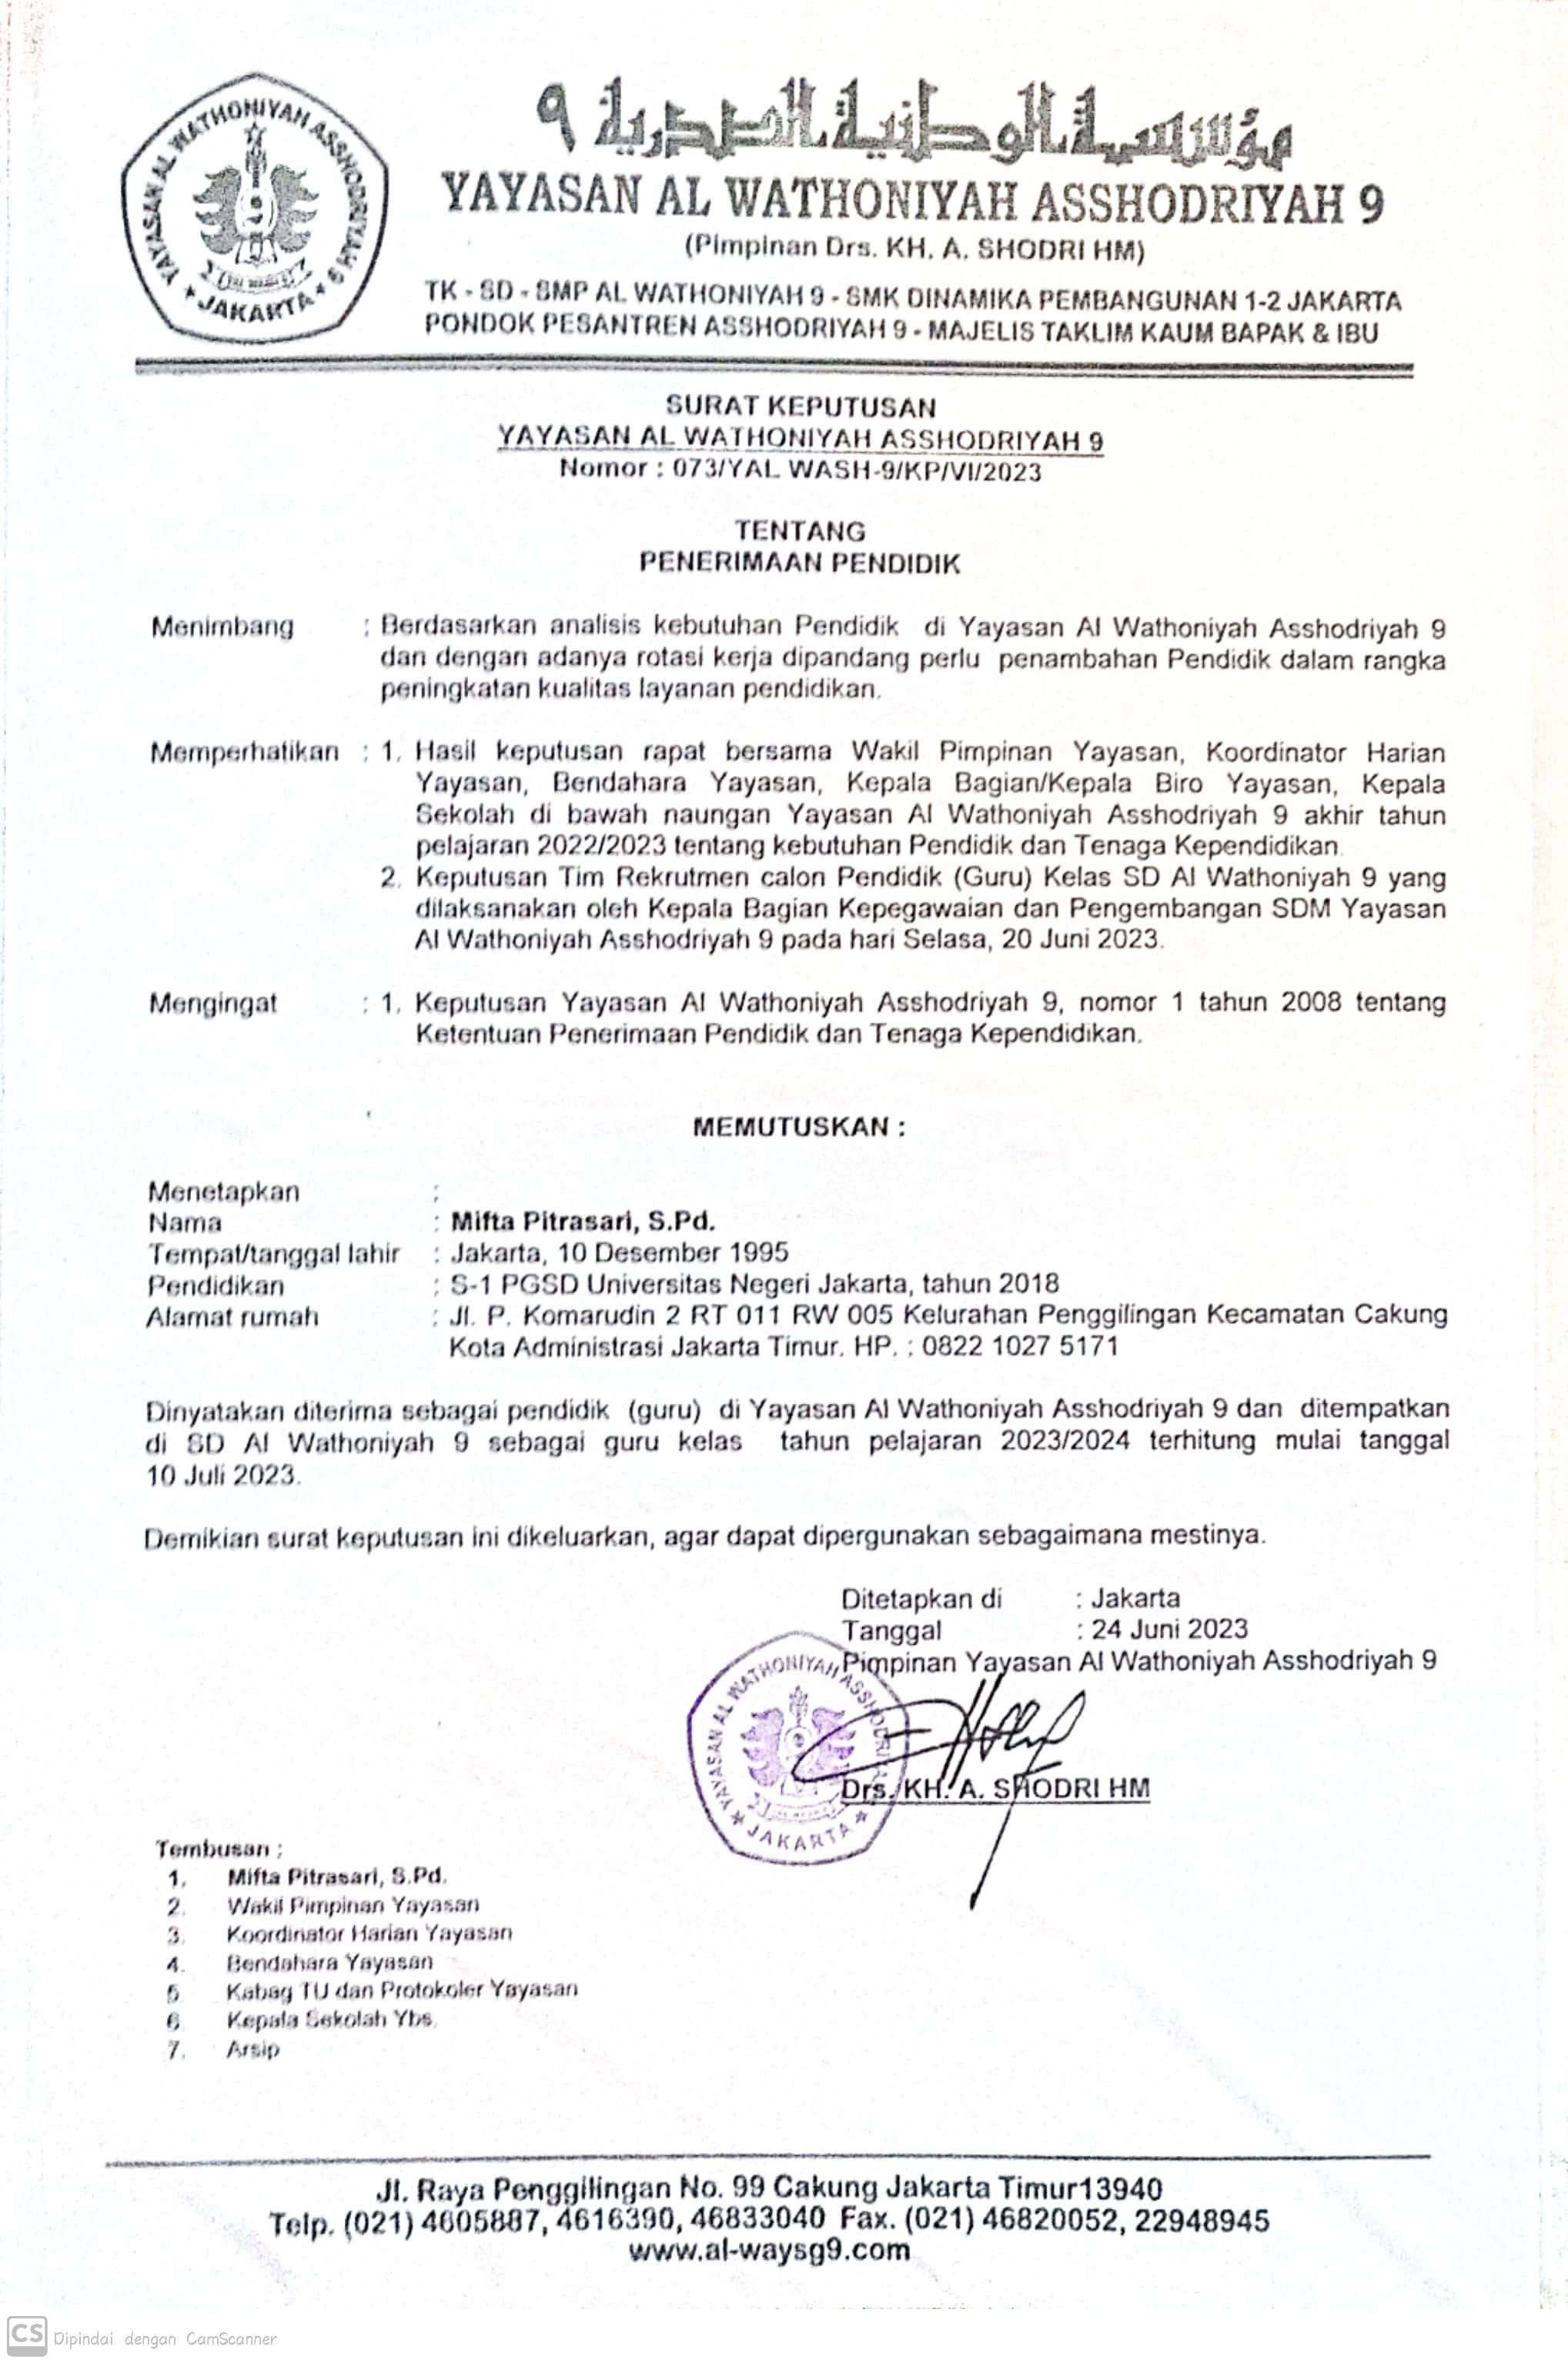 YAYASAN AL WATHONIYAH ASSHODRIYAH 9
JAKARTA
مؤسسة الوطنية الصدرية ٩
YAYASAN AL WATHONIYAH ASSHODRIYAH 9
(Pimpinan Drs. KH. A. SHODRI HM)
TK - SD - SMP AL WATHONIYAH 9 - SMK DINAMIKA PEMBANGUNAN 1-2 JAKARTA
PONDOK PESANTREN ASSHODRIYAH 9 - MAJELIS TAKLIM KAUM BAPAK & IBU
SURAT KEPUTUSAN
YAYASAN AL WATHONIYAH ASSHODRIYAH 9
Nomor : 073/YAL WASH-9/KP/VI/2023
TENTANG
PENERIMAAN PENDIDIK
Menimbang : Berdasarkan analisis kebutuhan Pendidik di Yayasan Al Wathoniyah Asshodriyah 9
dan dengan adanya rotasi kerja dipandang perlu penambahan Pendidik dalam rangka
peningkatan kualitas layanan pendidikan.
Memperhatikan : 1. Hasil keputusan rapat bersama Wakil Pimpinan Yayasan, Koordinator Harian
Yayasan, Bendahara Yayasan, Kepala Bagian/Kepala Biro Yayasan, Kepala
Sekolah di bawah naungan Yayasan Al Wathoniyah Asshodriyah 9 akhir tahun
pelajaran 2022/2023 tentang kebutuhan Pendidik dan Tenaga Kependidikan.
2. Keputusan Tim Rekrutmen calon Pendidik (Guru) Kelas SD Al Wathoniyah 9 yang
dilaksanakan oleh Kepala Bagian Kepegawaian dan Pengembangan SDM Yayasan
Al Wathoniyah Asshodriyah 9 pada hari Selasa, 20 Juni 2023.
Mengingat : 1. Keputusan Yayasan Al Wathoniyah Asshodriyah 9, nomor 1 tahun 2008 tentang
Ketentuan Penerimaan Pendidik dan Tenaga Kependidikan.
MEMUTUSKAN :
Menetapkan :
Nama : Mifta Pitrasari, S.Pd.
Tempat/tanggal lahir : Jakarta, 10 Desember 1995
Pendidikan : S-1 PGSD Universitas Negeri Jakarta, tahun 2018
Alamat rumah : Jl. P. Komarudin 2 RT 011 RW 005 Kelurahan Penggilingan Kecamatan Cakung
Kota Administrasi Jakarta Timur. HP. : 0822 1027 5171
Dinyatakan diterima sebagai pendidik (guru) di Yayasan Al Wathoniyah Asshodriyah 9 dan ditempatkan
di SD Al Wathoniyah 9 sebagai guru kelas tahun pelajaran 2023/2024 terhitung mulai tanggal
10 Juli 2023.
Demikian surat keputusan ini dikeluarkan, agar dapat dipergunakan sebagaimana mestinya.
Ditetapkan di : Jakarta
Tanggal : 24 Juni 2023
Pimpinan Yayasan Al Wathoniyah Asshodriyah 9
YAYASAN AL WATHONIYAH ASSHODRIYAH
JAKARTA
Drs. KH. A. SHODRI HM
Tembusan :
1. Mifta Pitrasari, S.Pd.
2. Wakil Pimpinan Yayasan
3. Koordinator Harian Yayasan
4. Bendahara Yayasan
5. Kabag TU dan Protokoler Yayasan
6. Kepala Sekolah Ybs.
7. Arsip
Jl. Raya Penggilingan No. 99 Cakung Jakarta Timur13940
Telp. (021) 4605887, 4616390, 46833040 Fax. (021) 46820052, 22948945
www.al-waysg9.com
CS Dipindai dengan CamScanner